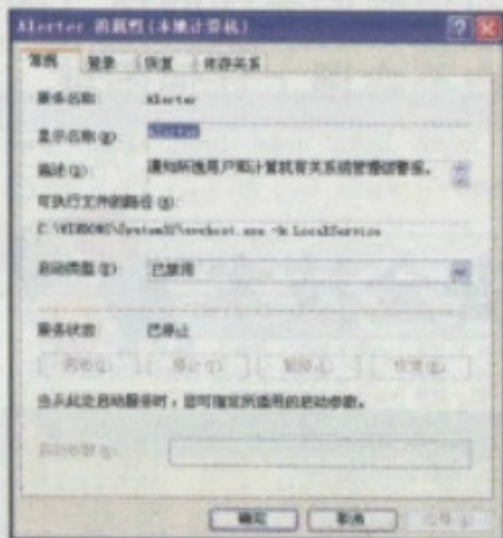 Alerter 的属性(本地计算机)
常规 登录 恢复 依存关系
服务名称: Alerter
显示名称(N): Alerter
描述(D): 通知所选用户和计算机有关系统管理级警报。
可执行文件的路径(H):
C:\WINDOWS\System32\svchost.exe -k LocalService
启动类型(E): 已禁用
服务状态: 已停止
启动(S) 停止(T) 暂停(P) 恢复(R)
当从此处启动服务时，您可指定所适用的启动参数。
启动参数(M):
确定 取消 应用(A)